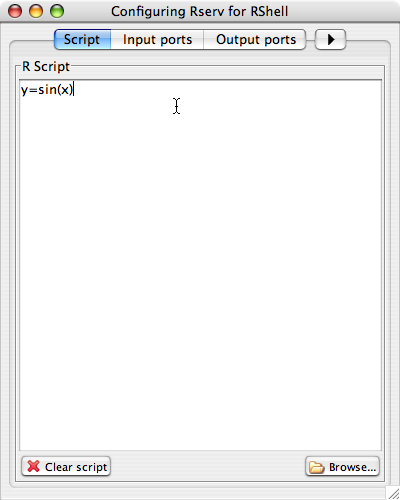 Configuring Rserv for RShell
Script Input ports Output ports
R Script
y=sin(x)
Clear script Browse...